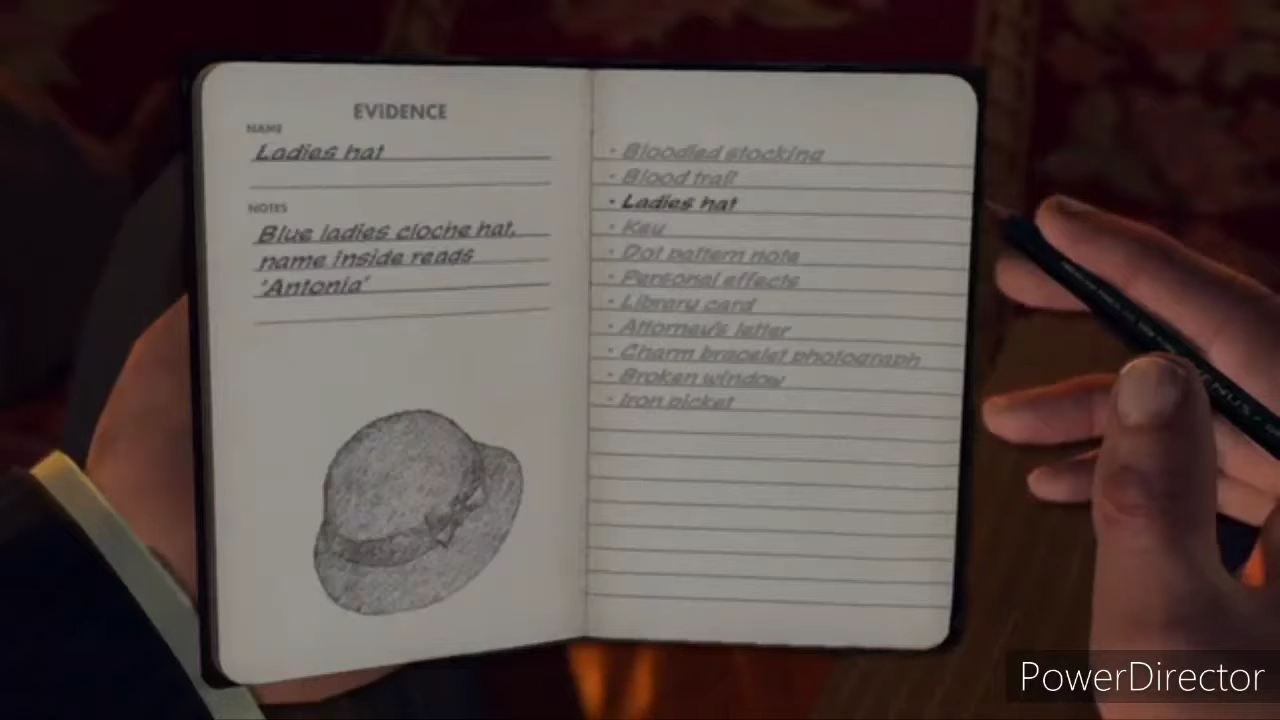 EVIDENCE
NAME
Ladies hat
NOTES
Blue ladies cloche hat,
name inside reads
'Antonia'
• Bloodied stocking
• Blood trail
• Ladies hat
• Key
• Dot pattern note
• Personal effects
• Library card
• Attorney's letter
• Charm bracelet photograph
• Broken window
• Iron picket
PowerDirector